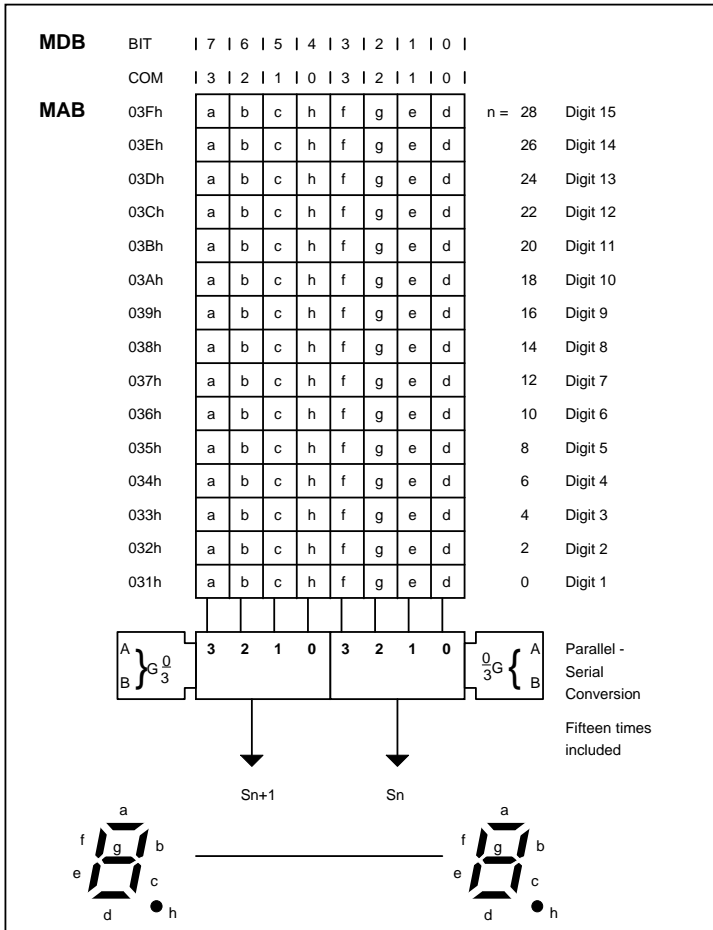 MDB BIT | 7 | 6 | 5 | 4 | 3 | 2 | 1 | 0 |
COM | 3 | 2 | 1 | 0 | 3 | 2 | 1 | 0 |
MAB 03Fh a b c h f g e d n = 28 Digit 15
03Eh a b c h f g e d 26 Digit 14
03Dh a b c h f g e d 24 Digit 13
03Ch a b c h f g e d 22 Digit 12
03Bh a b c h f g e d 20 Digit 11
03Ah a b c h f g e d 18 Digit 10
039h a b c h f g e d 16 Digit 9
038h a b c h f g e d 14 Digit 8
037h a b c h f g e d 12 Digit 7
036h a b c h f g e d 10 Digit 6
035h a b c h f g e d 8 Digit 5
034h a b c h f g e d 6 Digit 4
033h a b c h f g e d 4 Digit 3
032h a b c h f g e d 2 Digit 2
031h a b c h f g e d 0 Digit 1
A B } G 0/3 3 2 1 0 3 2 1 0 0/3 G { A B
Parallel -
Serial
Conversion
Fifteen times
included
Sn+1 Sn
a a
f g b f g b
e c e c
d h d h